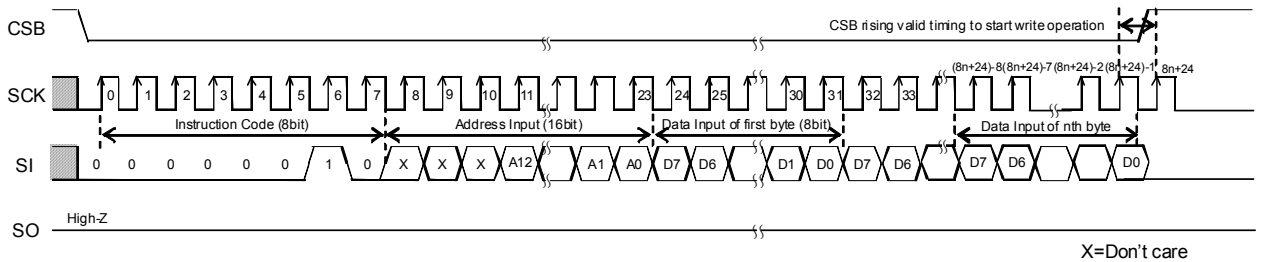 CSB
CSB rising valid timing to start write operation
(8n+24)-8(8n+24)-7(8n+24)-2(8n+24)-1 8n+24
SCK
0 1 2 3 4 5 6 7 8 9 10 11 23 24 25 30 31 32 33
Instruction Code (8bit) Address Input (16bit) Data Input of first byte (8bit) Data Input of nth byte
SI
0 0 0 0 0 0 1 0 X X X A12 A1 A0 D7 D6 D1 D0 D7 D6 D7 D6 D0
High-Z
SO
X=Don't care